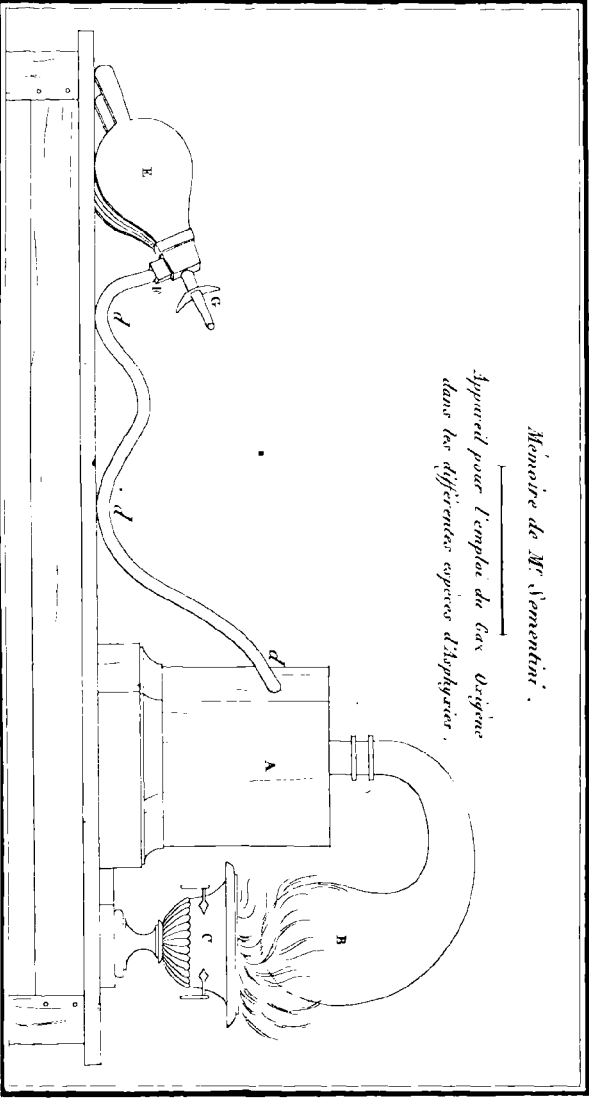 Mémoire de Mr. Sementini.
Appareil pour l'emploi du Gaz Oxigène
dans les différentes espèces d'Asphyxies.
E
F
G
d
d
d
A
B
C